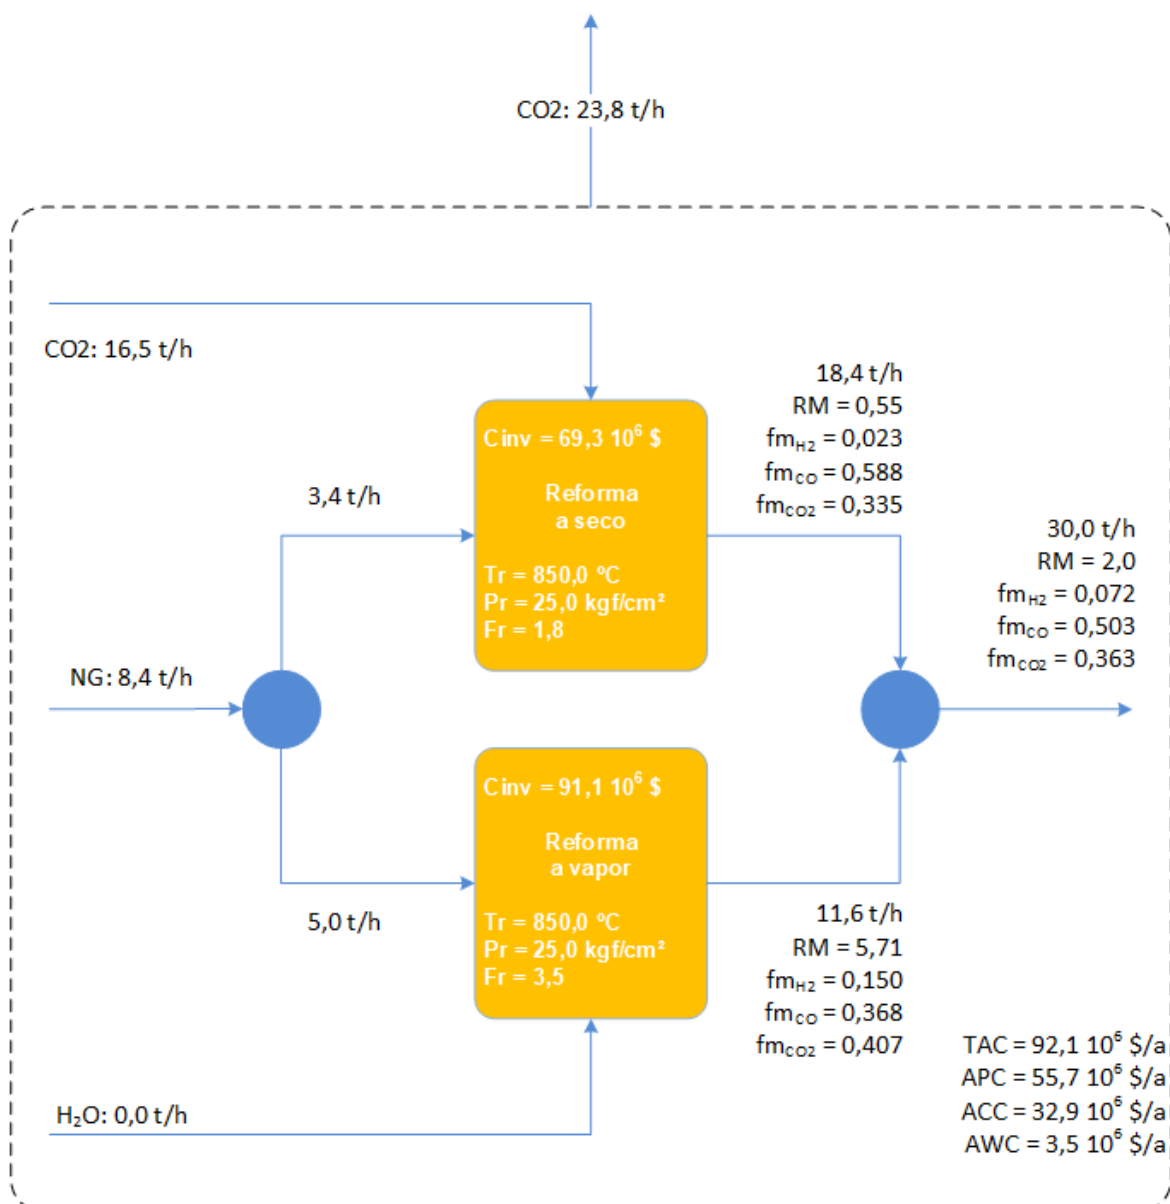 CO2: 23,8 t/h
CO2: 16,5 t/h
18,4 t/h
RM = 0,55
fmH2 = 0,023
fmCO = 0,588
fmCO2 = 0,335
Cinv = 69,3 10⁶ $
Reforma
a seco
Tr = 850,0 ºC
Pr = 25,0 kgf/cm²
Fr = 1,8
3,4 t/h
30,0 t/h
RM = 2,0
fmH2 = 0,072
fmCO = 0,503
fmCO2 = 0,363
NG: 8,4 t/h
Cinv = 91,1 10⁶ $
Reforma
a vapor
Tr = 850,0 ºC
Pr = 25,0 kgf/cm²
Fr = 3,5
5,0 t/h
11,6 t/h
RM = 5,71
fmH2 = 0,150
fmCO = 0,368
fmCO2 = 0,407
H₂O: 0,0 t/h
TAC = 92,1 10⁶ $/a
APC = 55,7 10⁶ $/a
ACC = 32,9 10⁶ $/a
AWC = 3,5 10⁶ $/a